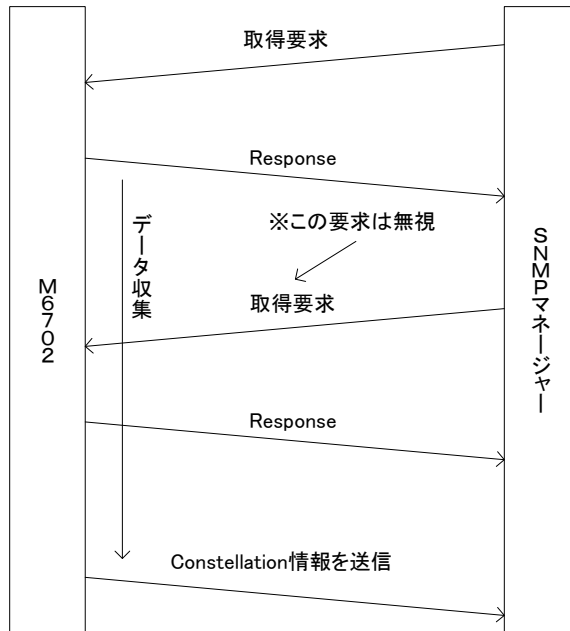 取得要求
Response
データ収集
※この要求は無視
M6702
SNMPマネージャー
取得要求
Response
Constellation情報を送信